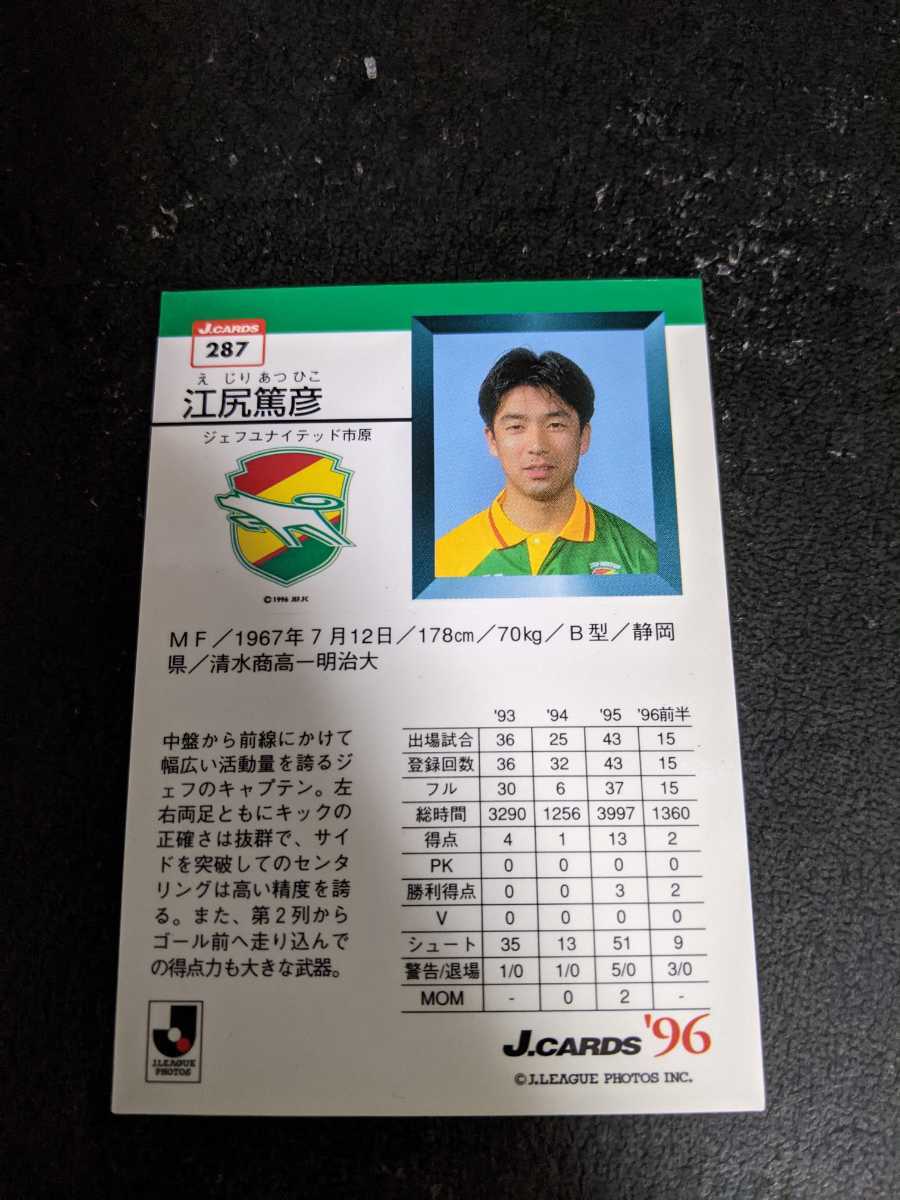 J.CARDS
287
え じり あつ ひこ
江尻篤彦
ジェフユナイテッド市原
©1996 JEF.FC
MF／1967年7月12日／178cm／70kg／B型／静岡
県／清水商高ー明治大
中盤から前線にかけて
幅広い活動量を誇るジ
ェフのキャプテン。左
右両足ともにキックの
正確さは抜群で、サイ
ドを突破してのセンタ
リングは高い精度を誇
る。また、第2列から
ゴール前へ走り込んで
の得点力も大きな武器。
'93 '94 '95 '96前半
出場試合 36 25 43 15
登録回数 36 32 43 15
フル 30 6 37 15
総時間 3290 1256 3997 1360
得点 4 1 13 2
PK 0 0 0 0
勝利得点 0 0 3 2
V 0 0 0 0
シュート 35 13 51 9
警告/退場 1/0 1/0 5/0 3/0
MOM - 0 2 -
J.LEAGUE
PHOTOS
J.CARDS '96
©J.LEAGUE PHOTOS INC.